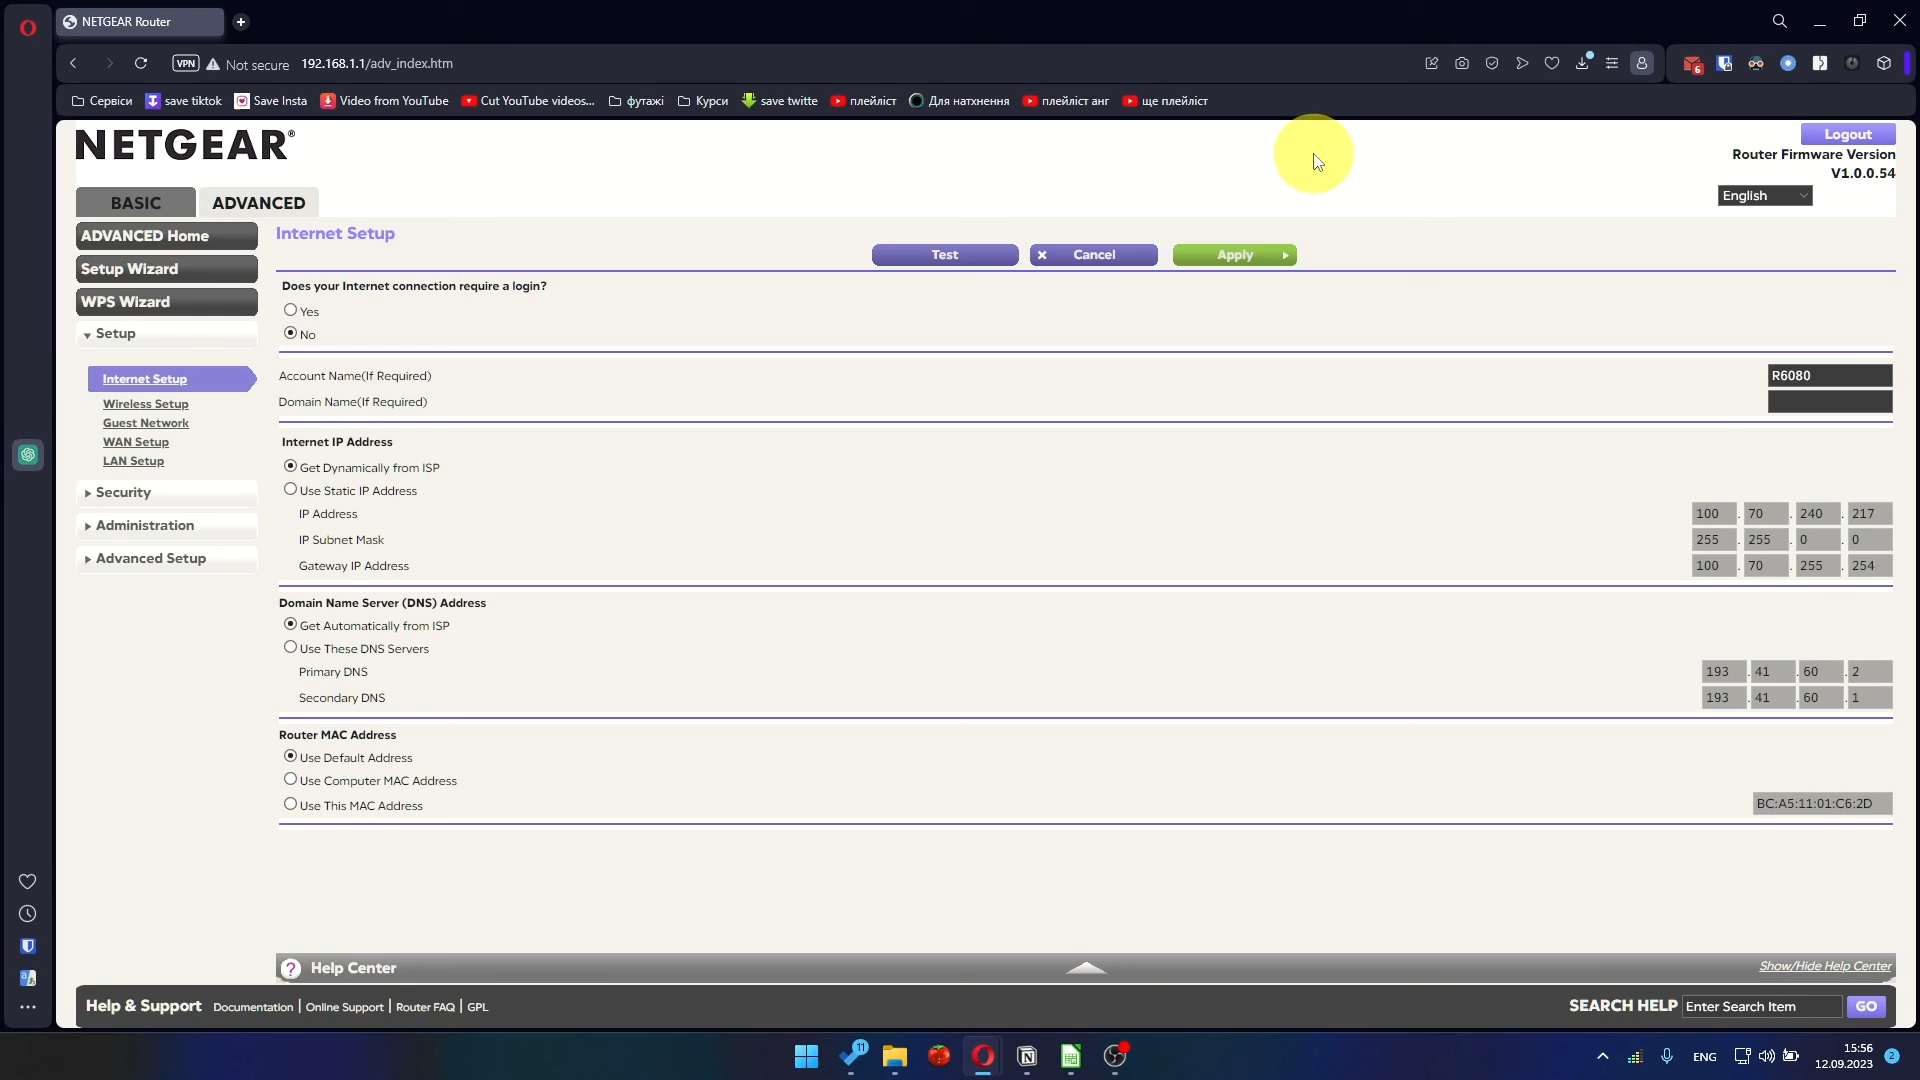 NETGEAR Router
VPN
Not secure
192.168.1.1/adv_index.htm
6
Сервіси
save tiktok
Save Insta
Video from YouTube
Cut YouTube videos...
футажі
Курси
save twitte
плейліст
Для натхнення
плейліст анг
ще плейліст
NETGEAR®
Logout
Router Firmware Version
V1.0.0.54
English
BASIC
ADVANCED
ADVANCED Home
Setup Wizard
WPS Wizard
Setup
Internet Setup
Wireless Setup
Guest Network
WAN Setup
LAN Setup
Security
Administration
Advanced Setup
Internet Setup
Test
Cancel
Apply
Does your Internet connection require a login?
Yes
No
Account Name(If Required)
R6080
Domain Name(If Required)
Internet IP Address
Get Dynamically from ISP
Use Static IP Address
IP Address
100 . 70 . 240 . 217
IP Subnet Mask
255 . 255 . 0 . 0
Gateway IP Address
100 . 70 . 255 . 254
Domain Name Server (DNS) Address
Get Automatically from ISP
Use These DNS Servers
Primary DNS
193 . 41 . 60 . 2
Secondary DNS
193 . 41 . 60 . 1
Router MAC Address
Use Default Address
Use Computer MAC Address
Use This MAC Address
BC:A5:11:01:C6:2D
? Help Center
Show/Hide Help Center
Help & Support
Documentation | Online Support | Router FAQ | GPL
SEARCH HELP
Enter Search Item
GO
11
ENG
15:56
12.09.2023
2